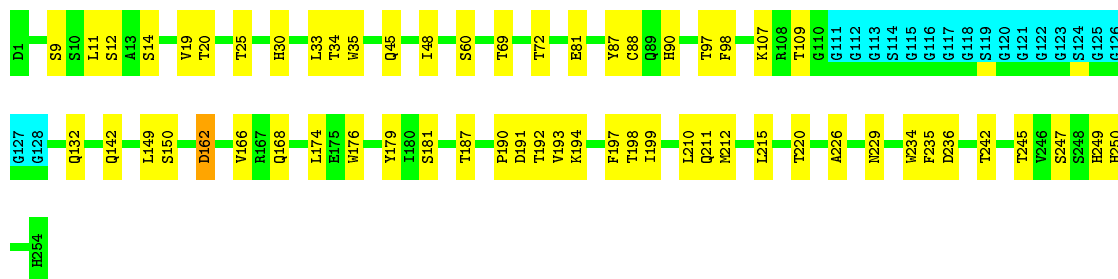 D1 S9 S10 L11 S12 A13 S14 V19 T20 T25 H30 L33 T34 W35 Q45 I48 S60 T69 T72 E81 Y87 C88 Q89 H90 T97 F98 K107 R108 T109 G110 G111 G112 G113 S114 G115 G116 G117 G118 S119 G120 G121 G122 G123 S124 G125 G126
G127 G128 Q132 Q142 L149 S150 D162 V166 R167 Q168 L174 E175 W176 Y179 I180 S181 T187 P190 D191 T192 V193 K194 F197 T198 I199 L210 Q211 M212 L215 T220 A226 N229 W234 F235 D236 T242 T245 V246 S247 S248 H249 H250
H254